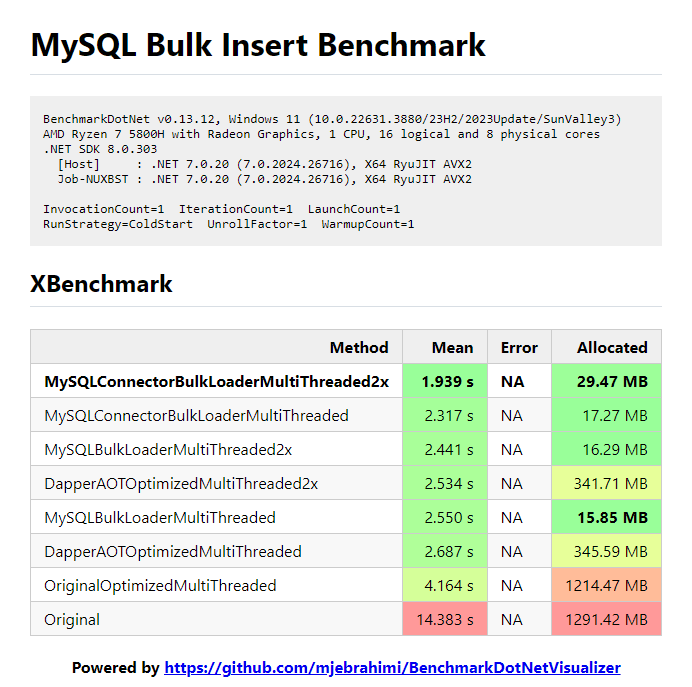 MySQL Bulk Insert Benchmark
BenchmarkDotNet v0.13.12, Windows 11 (10.0.22631.3880/23H2/2023Update/SunValley3)
AMD Ryzen 7 5800H with Radeon Graphics, 1 CPU, 16 logical and 8 physical cores
.NET SDK 8.0.303
[Host]     : .NET 7.0.20 (7.0.2024.26716), X64 RyuJIT AVX2
Job-NUXBST : .NET 7.0.20 (7.0.2024.26716), X64 RyuJIT AVX2
InvocationCount=1  IterationCount=1  LaunchCount=1
RunStrategy=ColdStart  UnrollFactor=1  WarmupCount=1
XBenchmark
Method Mean Error Allocated
MySQLConnectorBulkLoaderMultiThreaded2x 1.939 s NA 29.47 MB
MySQLConnectorBulkLoaderMultiThreaded 2.317 s NA 17.27 MB
MySQLBulkLoaderMultiThreaded2x 2.441 s NA 16.29 MB
DapperAOTOptimizedMultiThreaded2x 2.534 s NA 341.71 MB
MySQLBulkLoaderMultiThreaded 2.550 s NA 15.85 MB
DapperAOTOptimizedMultiThreaded 2.687 s NA 345.59 MB
OriginalOptimizedMultiThreaded 4.164 s NA 1214.47 MB
Original 14.383 s NA 1291.42 MB
Powered by https://github.com/mjebrahimi/BenchmarkDotNetVisualizer